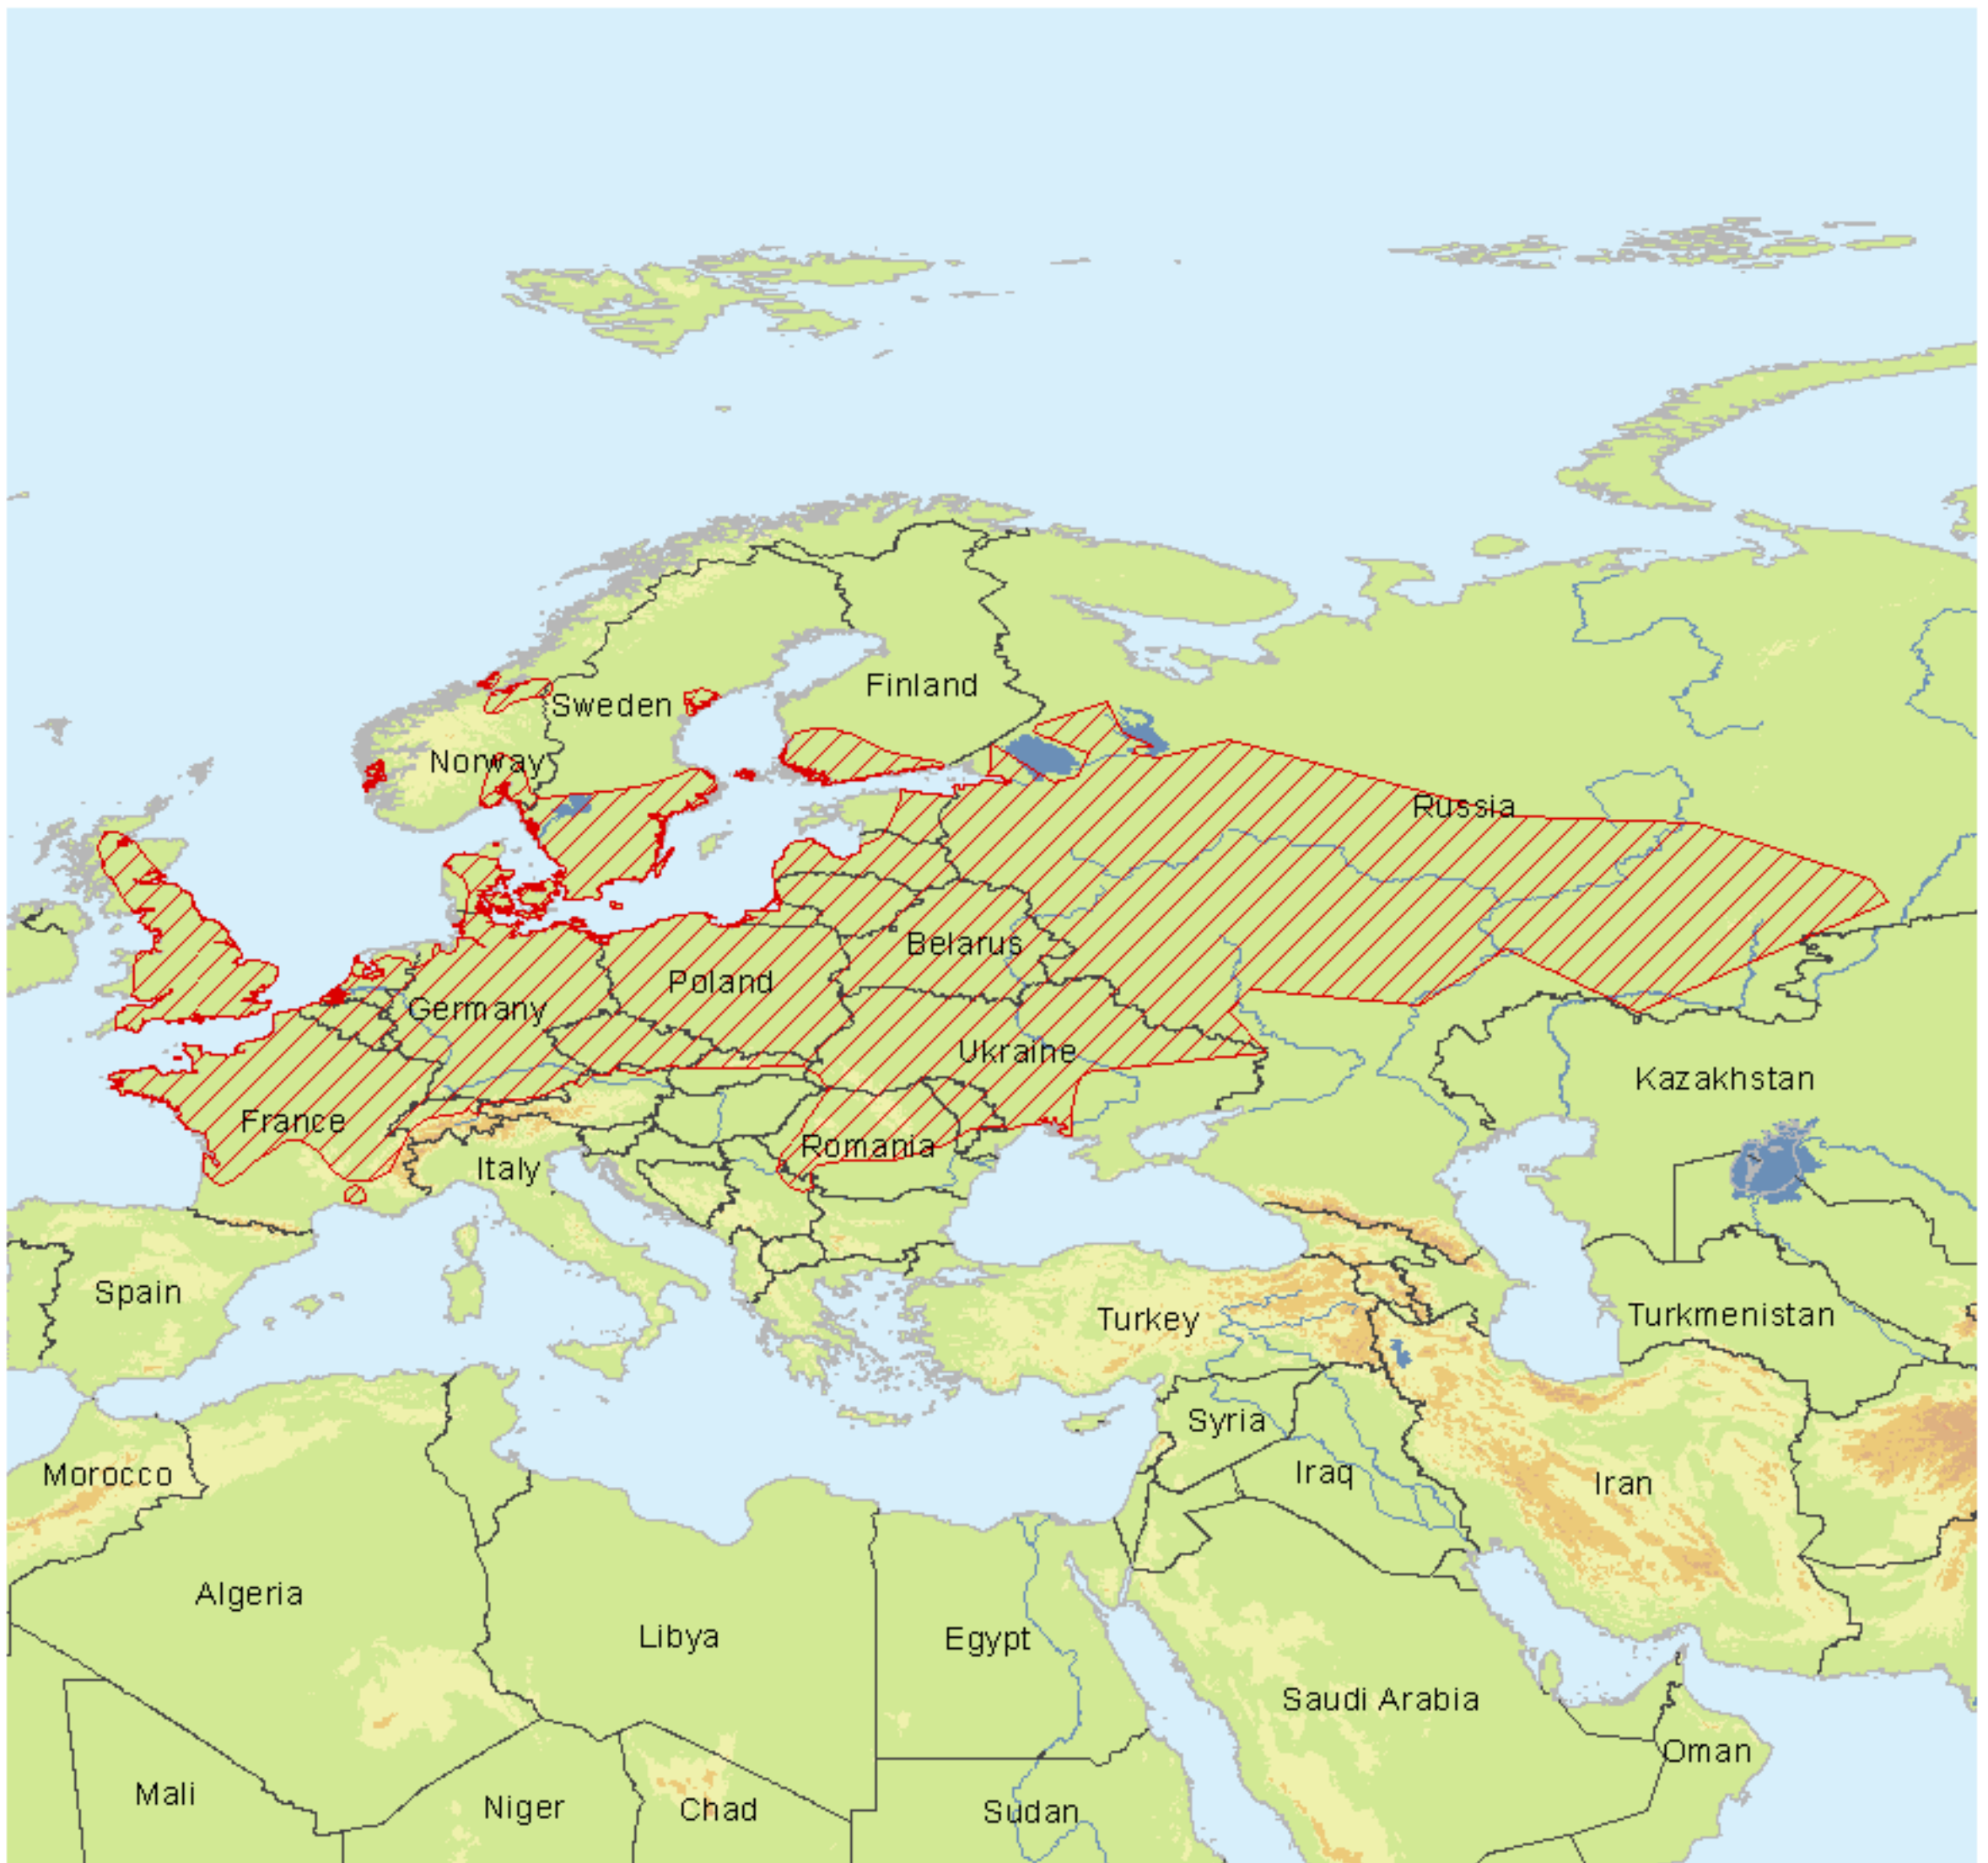 Finland
Sweden
Norway
Russia
Belarus
Poland
Germany
Ukraine
Kazakhstan
France
Romania
Italy
Spain
Turkey
Turkmenistan
Syria
Morocco
Iraq
Iran
Algeria
Libya
Egypt
Saudi Arabia
Oman
Mali
Niger
Chad
Sudan